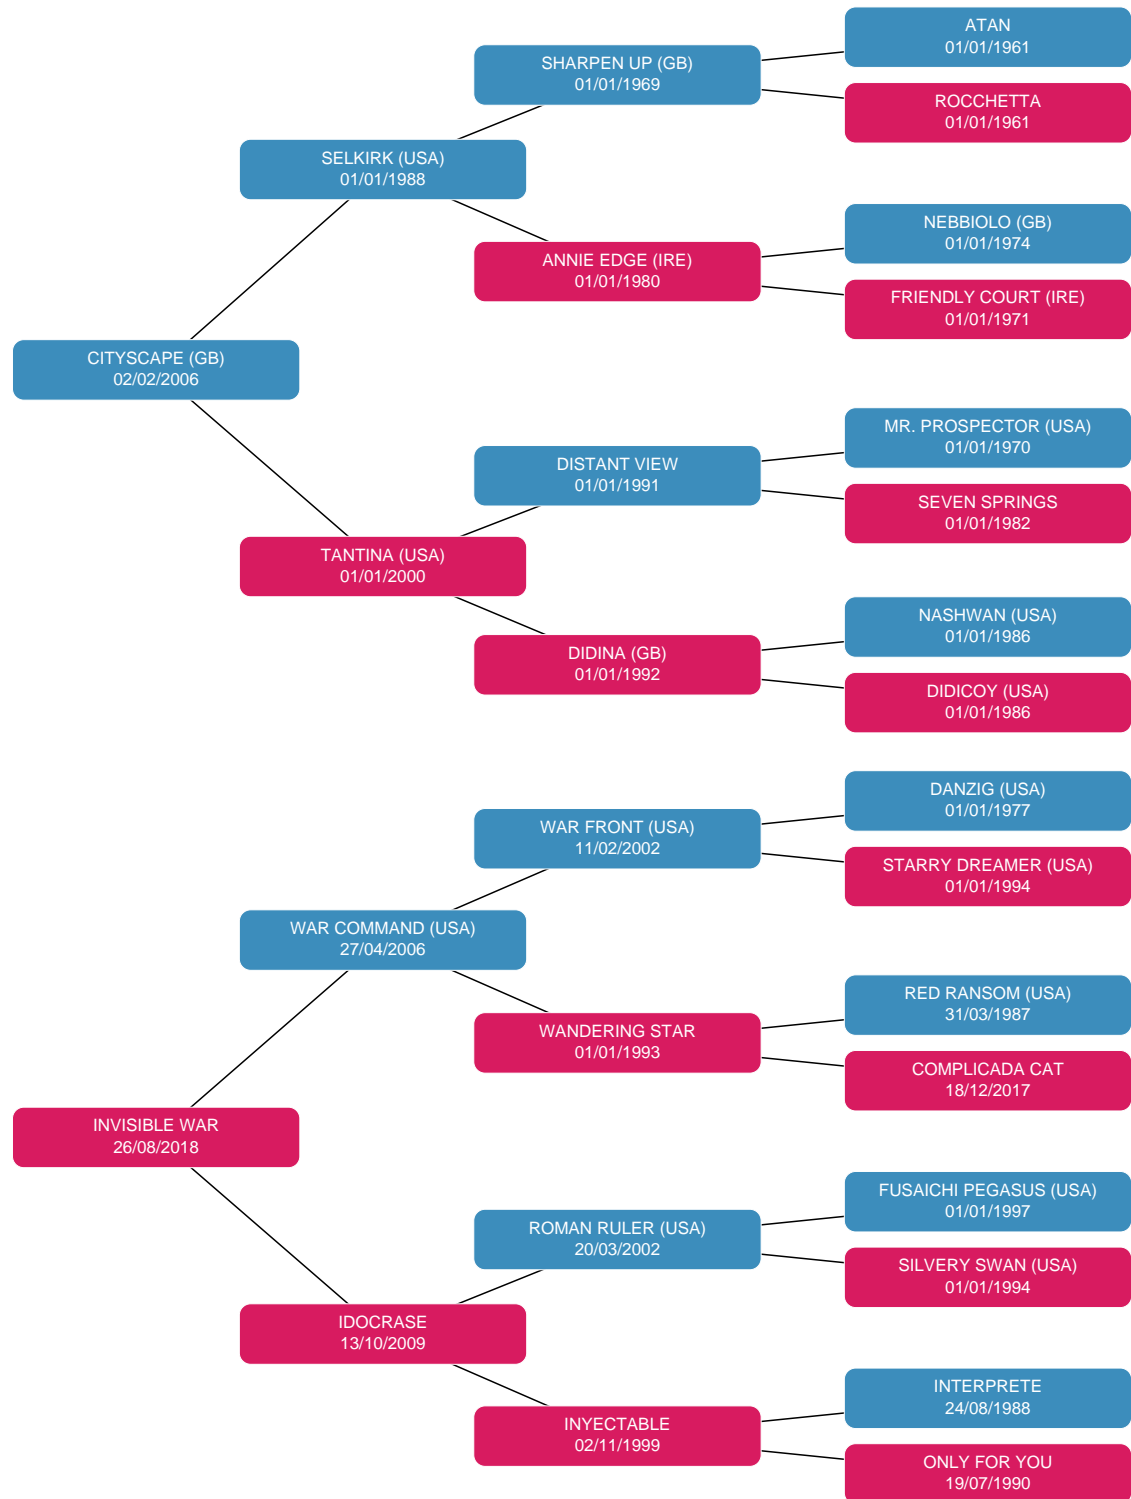 ATAN
01/01/1961
SHARPEN UP (GB)
01/01/1969
ROCCHETTA
01/01/1961
SELKIRK (USA)
01/01/1988
NEBBIOLO (GB)
01/01/1974
ANNIE EDGE (IRE)
01/01/1980
FRIENDLY COURT (IRE)
01/01/1971
CITYSCAPE (GB)
02/02/2006
MR. PROSPECTOR (USA)
01/01/1970
DISTANT VIEW
01/01/1991
SEVEN SPRINGS
01/01/1982
TANTINA (USA)
01/01/2000
NASHWAN (USA)
01/01/1986
DIDINA (GB)
01/01/1992
DIDICOY (USA)
01/01/1986
DANZIG (USA)
01/01/1977
WAR FRONT (USA)
11/02/2002
STARRY DREAMER (USA)
01/01/1994
WAR COMMAND (USA)
27/04/2006
RED RANSOM (USA)
31/03/1987
WANDERING STAR
01/01/1993
COMPLICADA CAT
18/12/2017
INVISIBLE WAR
26/08/2018
FUSAICHI PEGASUS (USA)
01/01/1997
ROMAN RULER (USA)
20/03/2002
SILVERY SWAN (USA)
01/01/1994
IDOCRASE
13/10/2009
INTERPRETE
24/08/1988
INYECTABLE
02/11/1999
ONLY FOR YOU
19/07/1990